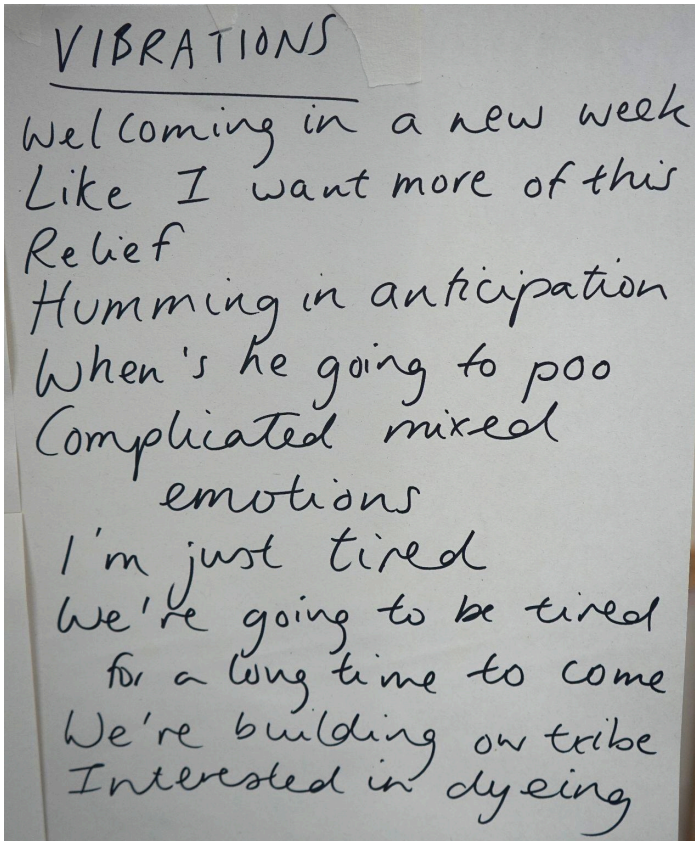 VIBRATIONS
Welcoming in a new week
Like I want more of this
Relief
Humming in anticipation
When's he going to poo
Complicated mixed
emotions
I'm just tired
We're going to be tired
for a long time to come
We're building our tribe
Interested in dyeing